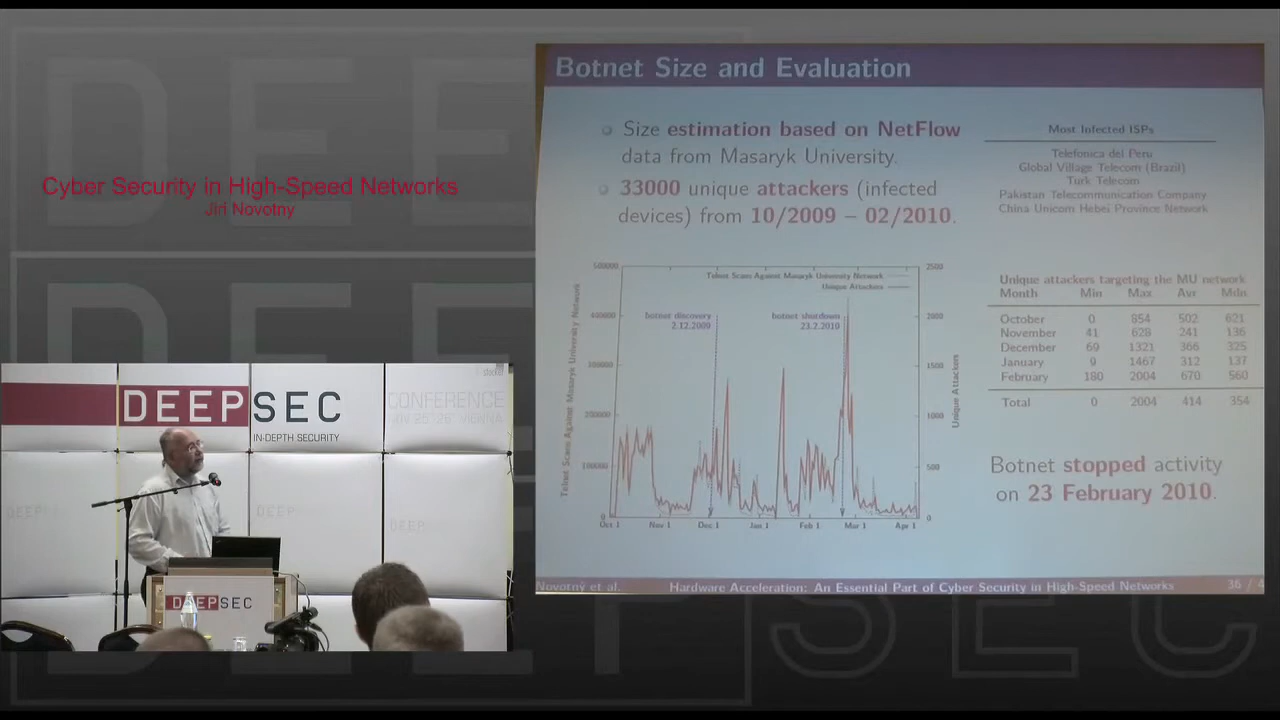 Cyber Security in High-Speed Networks
Jiri Novotny
DEEPSEC
IN-DEPTH SECURITY
CONFERENCE
DEEPSEC
Botnet Size and Evaluation
Size estimation based on NetFlow
data from Masaryk University.
33000 unique attackers (infected
devices) from 10/2009 – 02/2010.
Most Infected ISPs
Telefonica del Peru
Global Village Telecom (Brazil)
Turk Telecom
Pakistan Telecommunication Company
China Unicom Hebei Province Network
Telnet Scans Against Masaryk University Network
Unique Attackers
botnet discovery
2.12.2009
botnet shutdown
23.2.2010
500000
400000
300000
200000
100000
0
2500
2000
1500
1000
500
0
Telnet Scans Against Masaryk University Network
Unique Attackers
Oct 1 Nov 1 Dec 1 Jan 1 Feb 1 Mar 1 Apr 1
Unique attackers targeting the MU network
Month Min Max Avr Mdn
October 0 854 502 621
November 41 628 241 136
December 69 1321 366 325
January 9 1467 312 137
February 180 2004 670 560
Total 0 2004 414 354
Botnet stopped activity
on 23 February 2010.
Novotný et al. Hardware Acceleration: An Essential Part of Cyber Security in High-Speed Networks 36 / 4